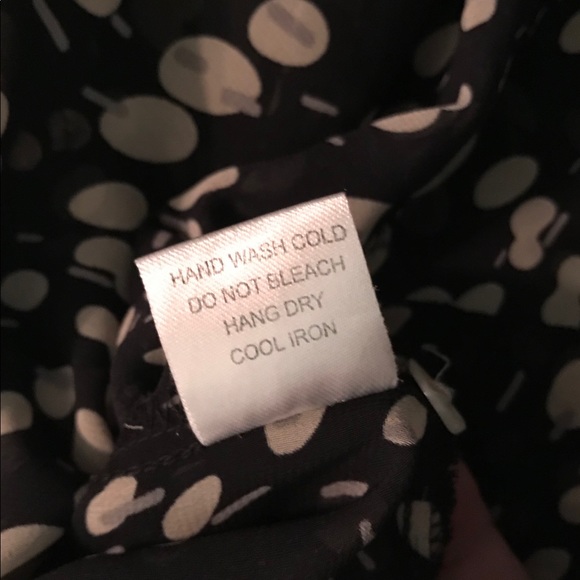 HAND WASH COLD
DO NOT BLEACH
HANG DRY
COOL IRON